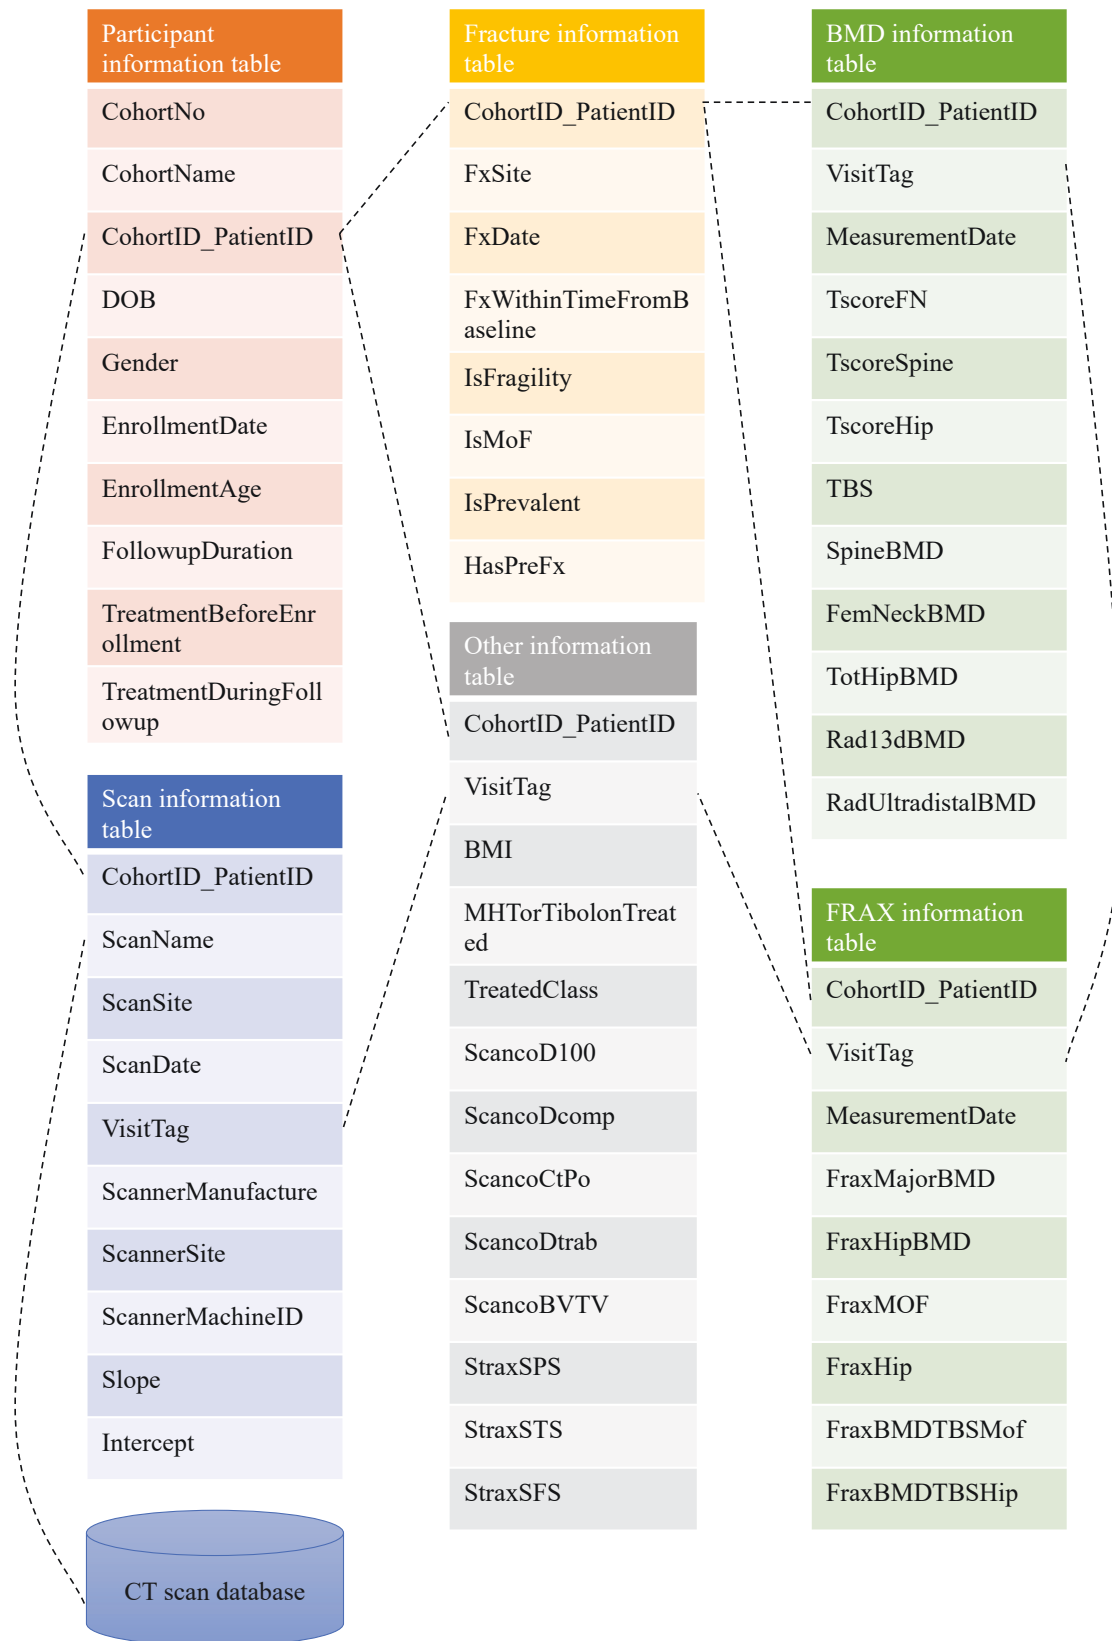 Participant
information table
CohortNo
CohortName
CohortID_PatientID
DOB
Gender
EnrollmentDate
EnrollmentAge
FollowupDuration
TreatmentBeforeEnr
ollment
TreatmentDuringFoll
owup
Scan information
table
CohortID_PatientID
ScanName
ScanSite
ScanDate
VisitTag
ScannerManufacture
ScannerSite
ScannerMachineID
Slope
Intercept
CT scan database
Fracture information
table
CohortID_PatientID
FxSite
FxDate
FxWithinTimeFromB
aseline
IsFragility
IsMoF
IsPrevalent
HasPreFx
Other information
table
CohortID_PatientID
VisitTag
BMI
MHTorTibolonTreat
ed
TreatedClass
ScancoD100
ScancoDcomp
ScancoCtPo
ScancoDtrab
ScancoBVTV
StraxSPS
StraxSTS
StraxSFS
BMD information
table
CohortID_PatientID
VisitTag
MeasurementDate
TscoreFN
TscoreSpine
TscoreHip
TBS
SpineBMD
FemNeckBMD
TotHipBMD
Rad13dBMD
RadUltradistalBMD
FRAX information
table
CohortID_PatientID
VisitTag
MeasurementDate
FraxMajorBMD
FraxHipBMD
FraxMOF
FraxHip
FraxBMDTBSMof
FraxBMDTBSHip